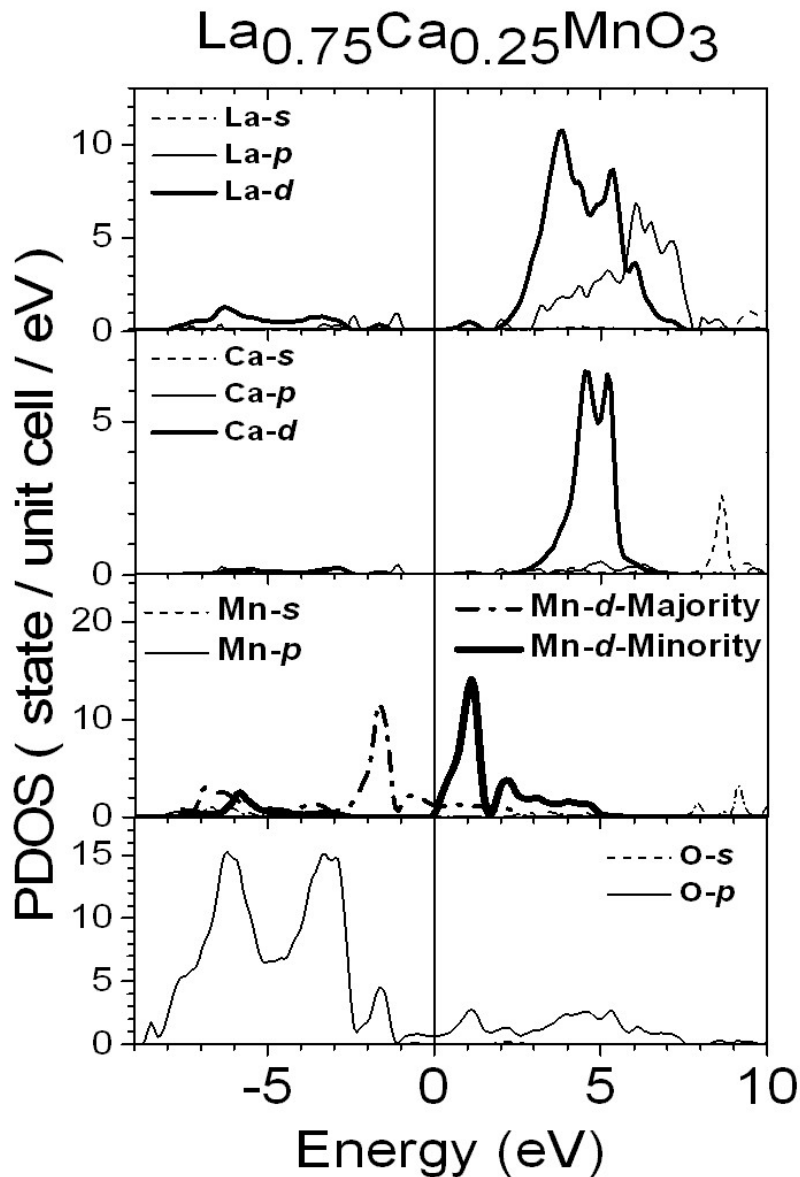 La0.75Ca0.25MnO3
PDOS ( state / unit cell / eV)
La-s
La-p
La-d
10
5
0
Ca-s
Ca-p
Ca-d
5
0
Mn-s
Mn-p
Mn-d-Majority
Mn-d-Minority
20
10
0
O-s
O-p
15
10
5
0
-5 0 5 10
Energy (eV)